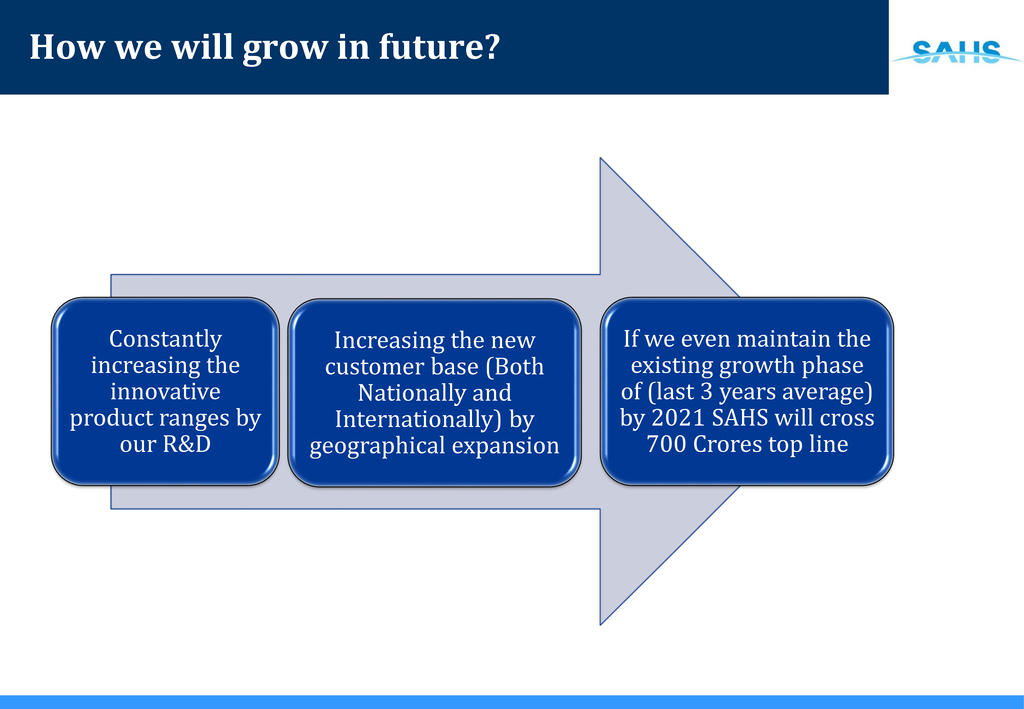 How we will grow in future?
SAHS
Constantly
increasing the
innovative
product ranges by
our R&D
Increasing the new
customer base (Both
Nationally and
Internationally) by
geographical expansion
If we even maintain the
existing growth phase
of (last 3 years average)
by 2021 SAHS will cross
700 Crores top line